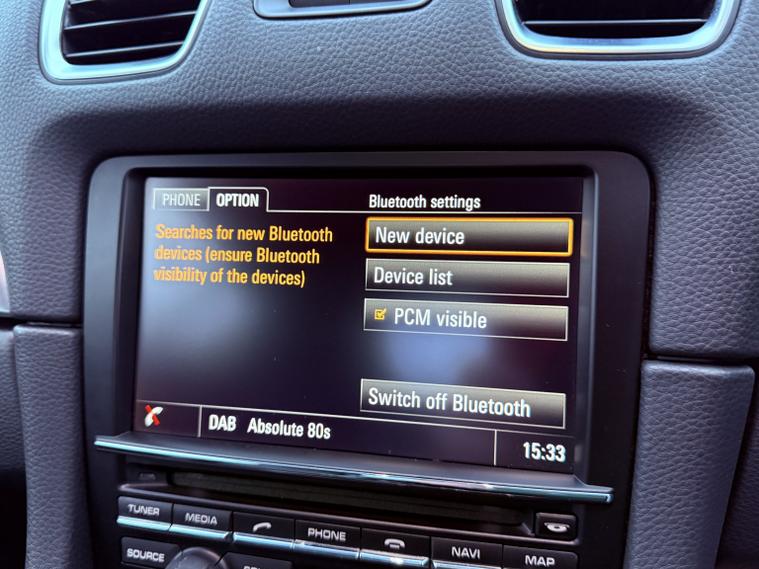 PHONE OPTION Bluetooth settings
Searches for new Bluetooth
devices (ensure Bluetooth
visibility of the devices)
New device
Device list
PCM visible
Switch off Bluetooth
DAB Absolute 80s
15:33
TUNER MEDIA PHONE NAVI MAP
SOURCE